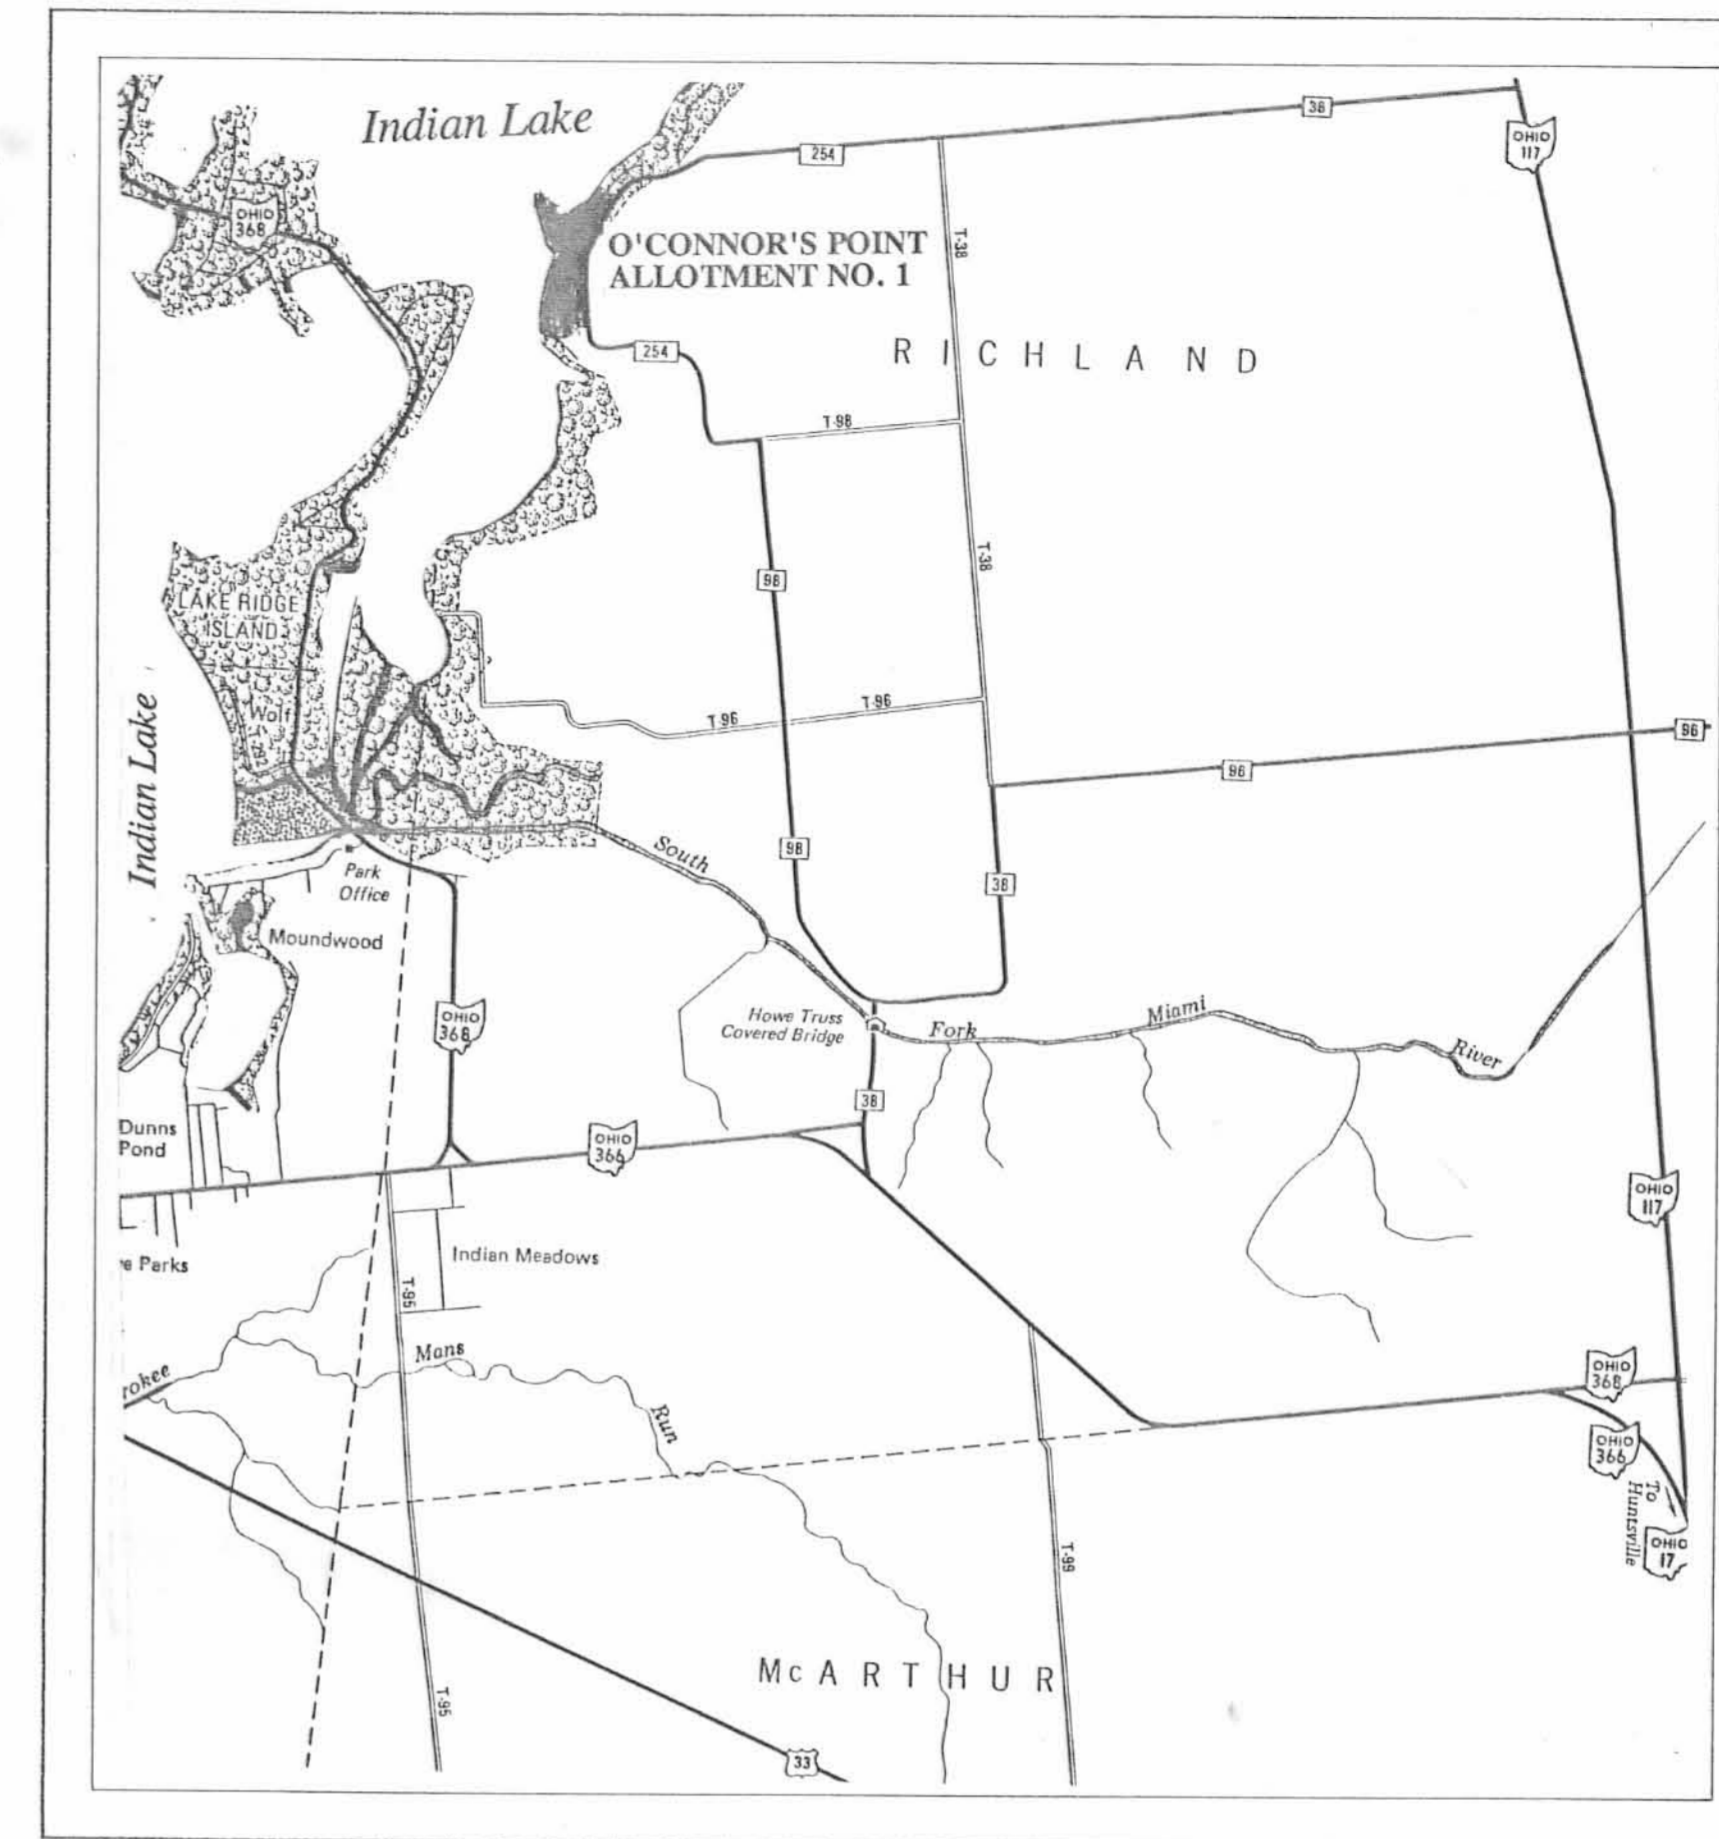 Indian Lake
38
OHIO
117
254
OHIO
368
O'CONNOR'S POINT
ALLOTMENT NO. 1
T-38
254
RICHLAND
T-98
98
T-38
LAKE RIDGE
ISLAND
Wolf
T-96
T-96
96
96
Indian Lake
98
South
38
Park
Office
Moundwood
OHIO
368
Howe Truss
Covered Bridge
Fork
Miami
River
38
Dunns
Pond
OHIO
366
OHIO
117
Parks
Indian Meadows
T-95
Mans
rokee
Run
OHIO
368
OHIO
366
To
Huntsville
OHIO
17
T-99
McARTHUR
T-95
33